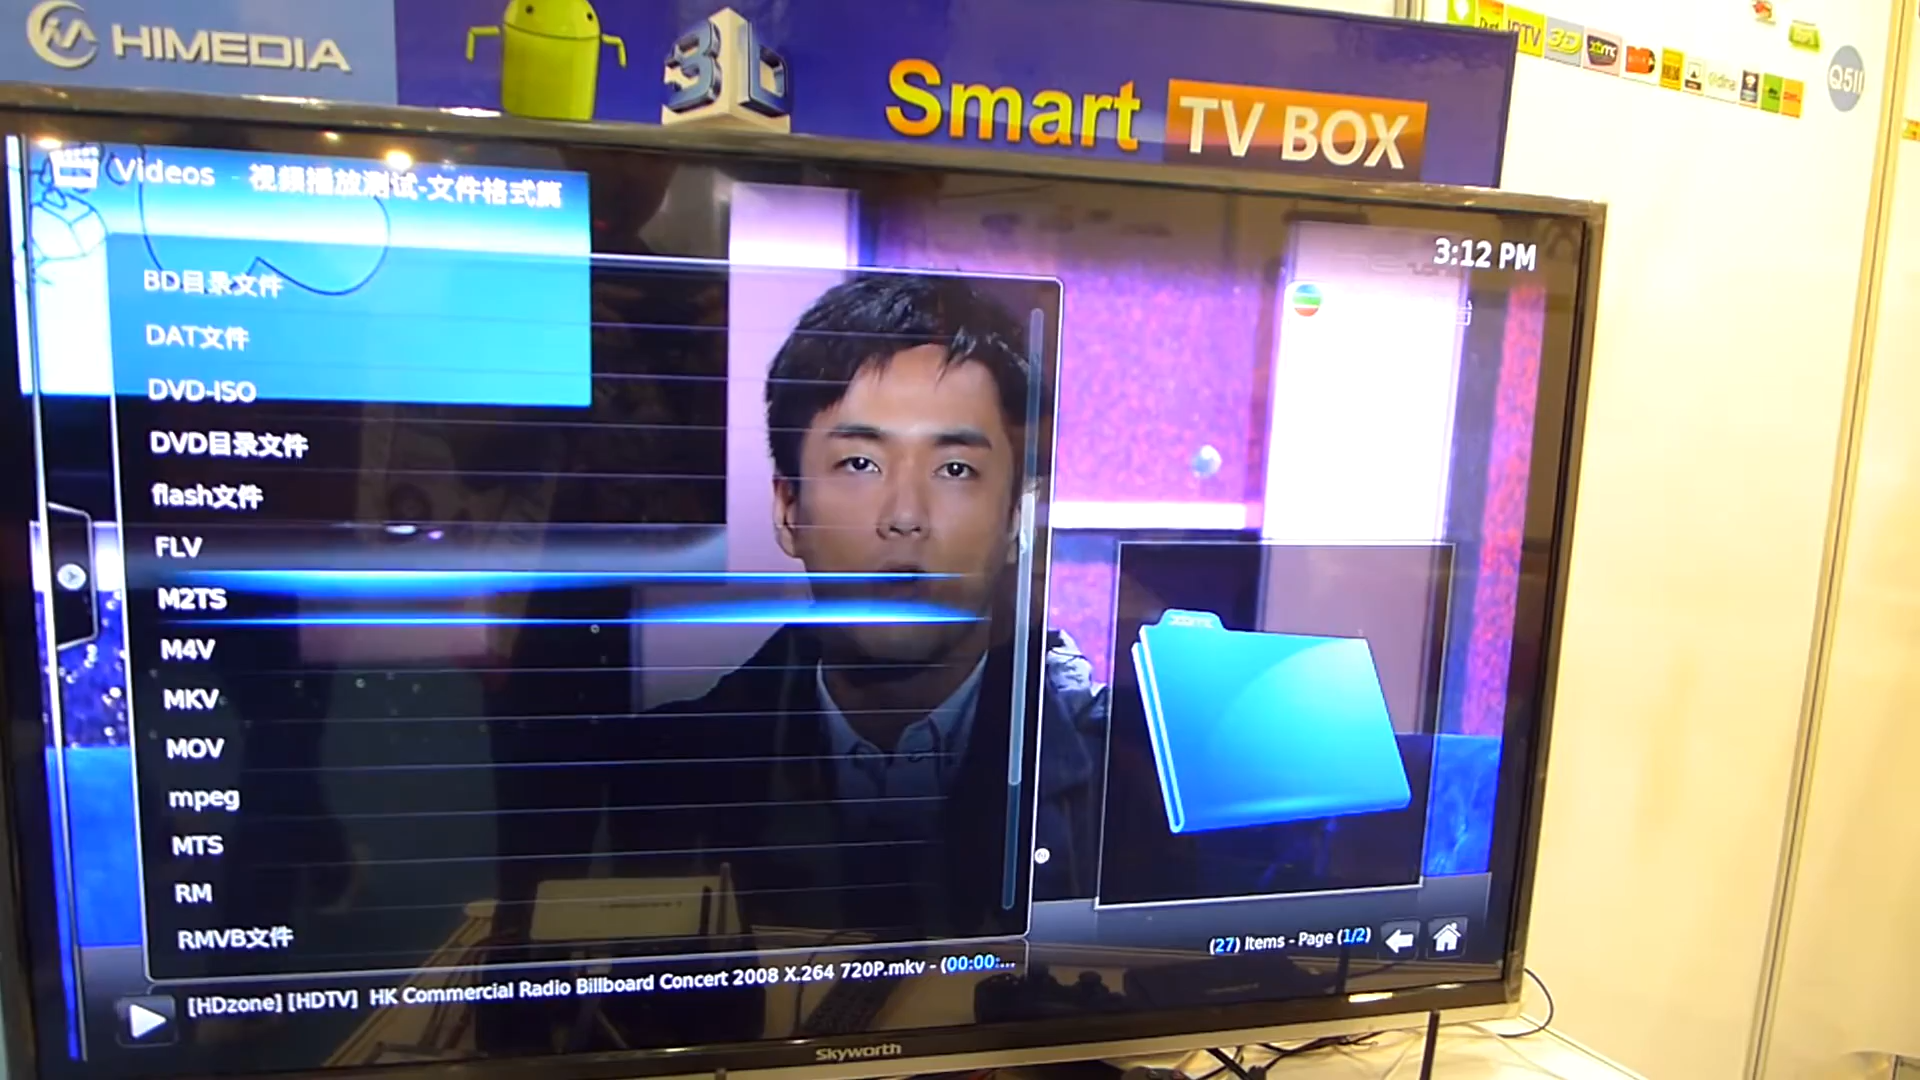 HIMEDIA
3D
Smart TV BOX
3D
Q5II
Videos - 视频播放测试-文件格式篇
3:12 PM
BD目录文件
DAT文件
DVD-ISO
DVD目录文件
flash文件
FLV
M2TS
M4V
MKV
MOV
mpeg
MTS
RM
RMVB文件
xbmc
(27) Items - Page (1/2)
[HDzone] [HDTV] HK Commercial Radio Billboard Concert 2008 X.264 720P.mkv - (00:00:...
Skyworth